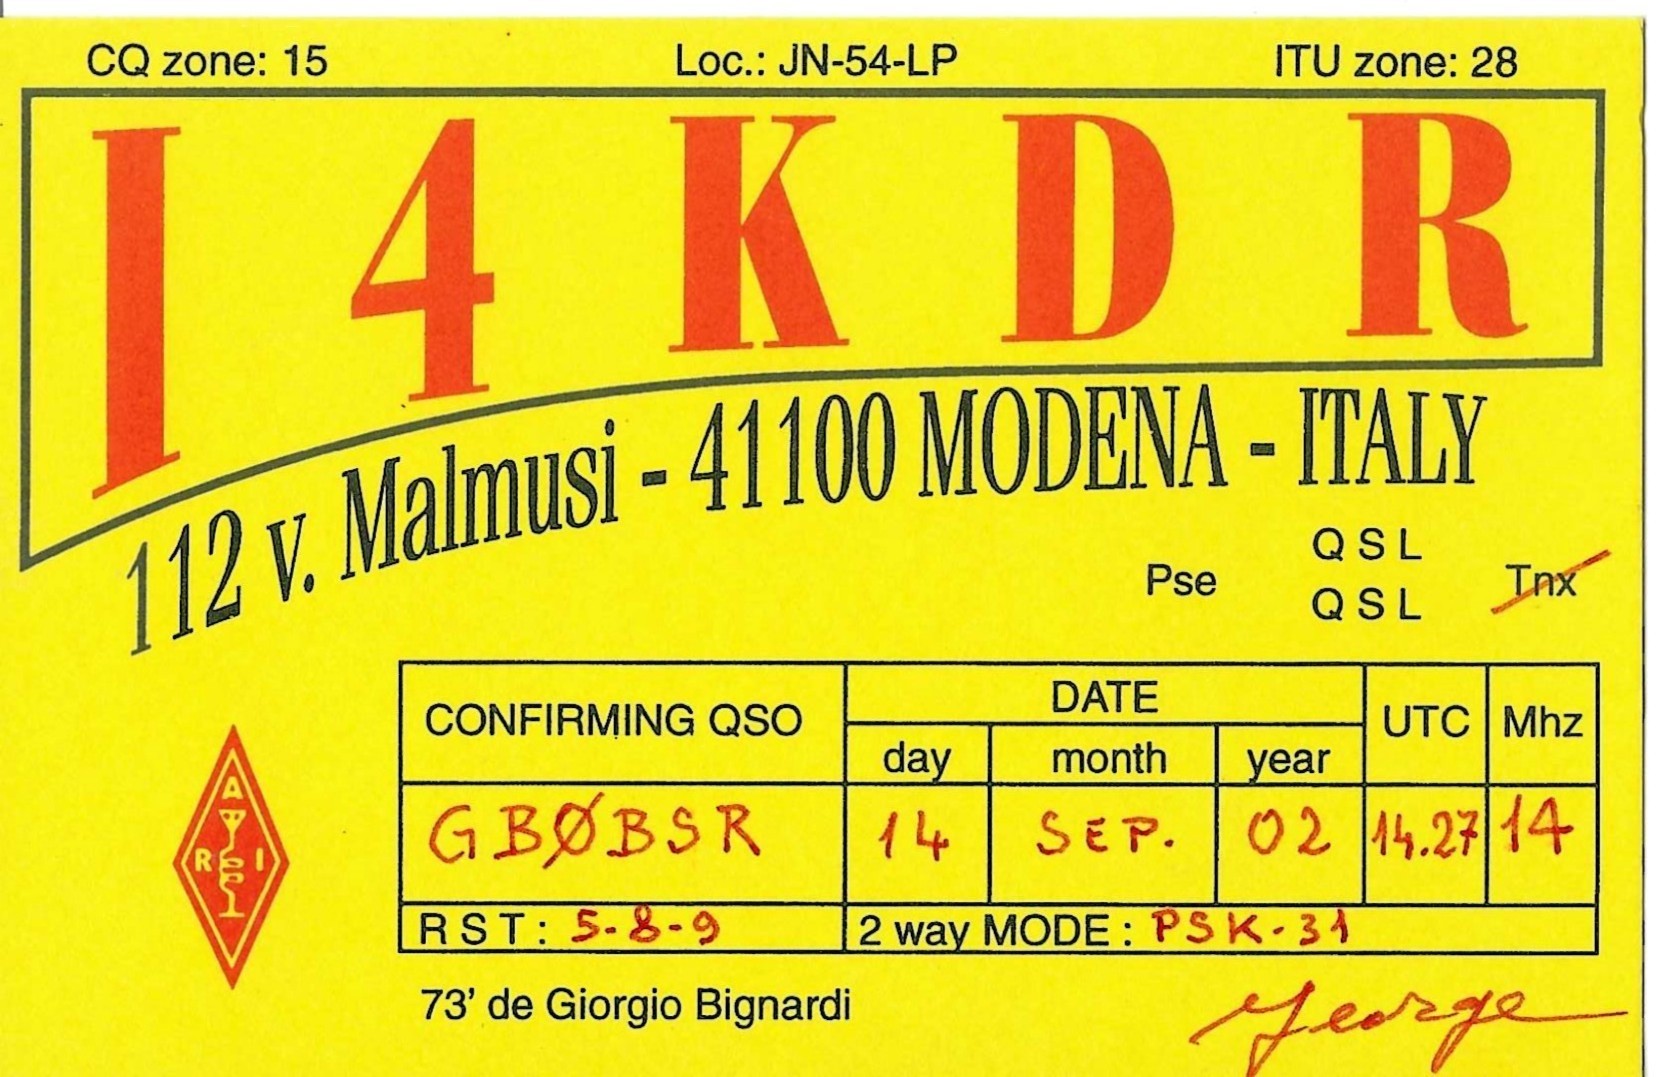 CQ zone: 15 Loc.: JN-54-LP ITU zone: 28
I4KDR
112 v. Malmusi - 41100 MODENA - ITALY
QSL
Pse Tnx
QSL
CONFIRMING QSO DATE UTC Mhz
day month year
GBØBSR 14 SEP. 02 14.27 14
RST: 5-8-9 2 way MODE: PSK-31
A
R I
73' de Giorgio Bignardi
George